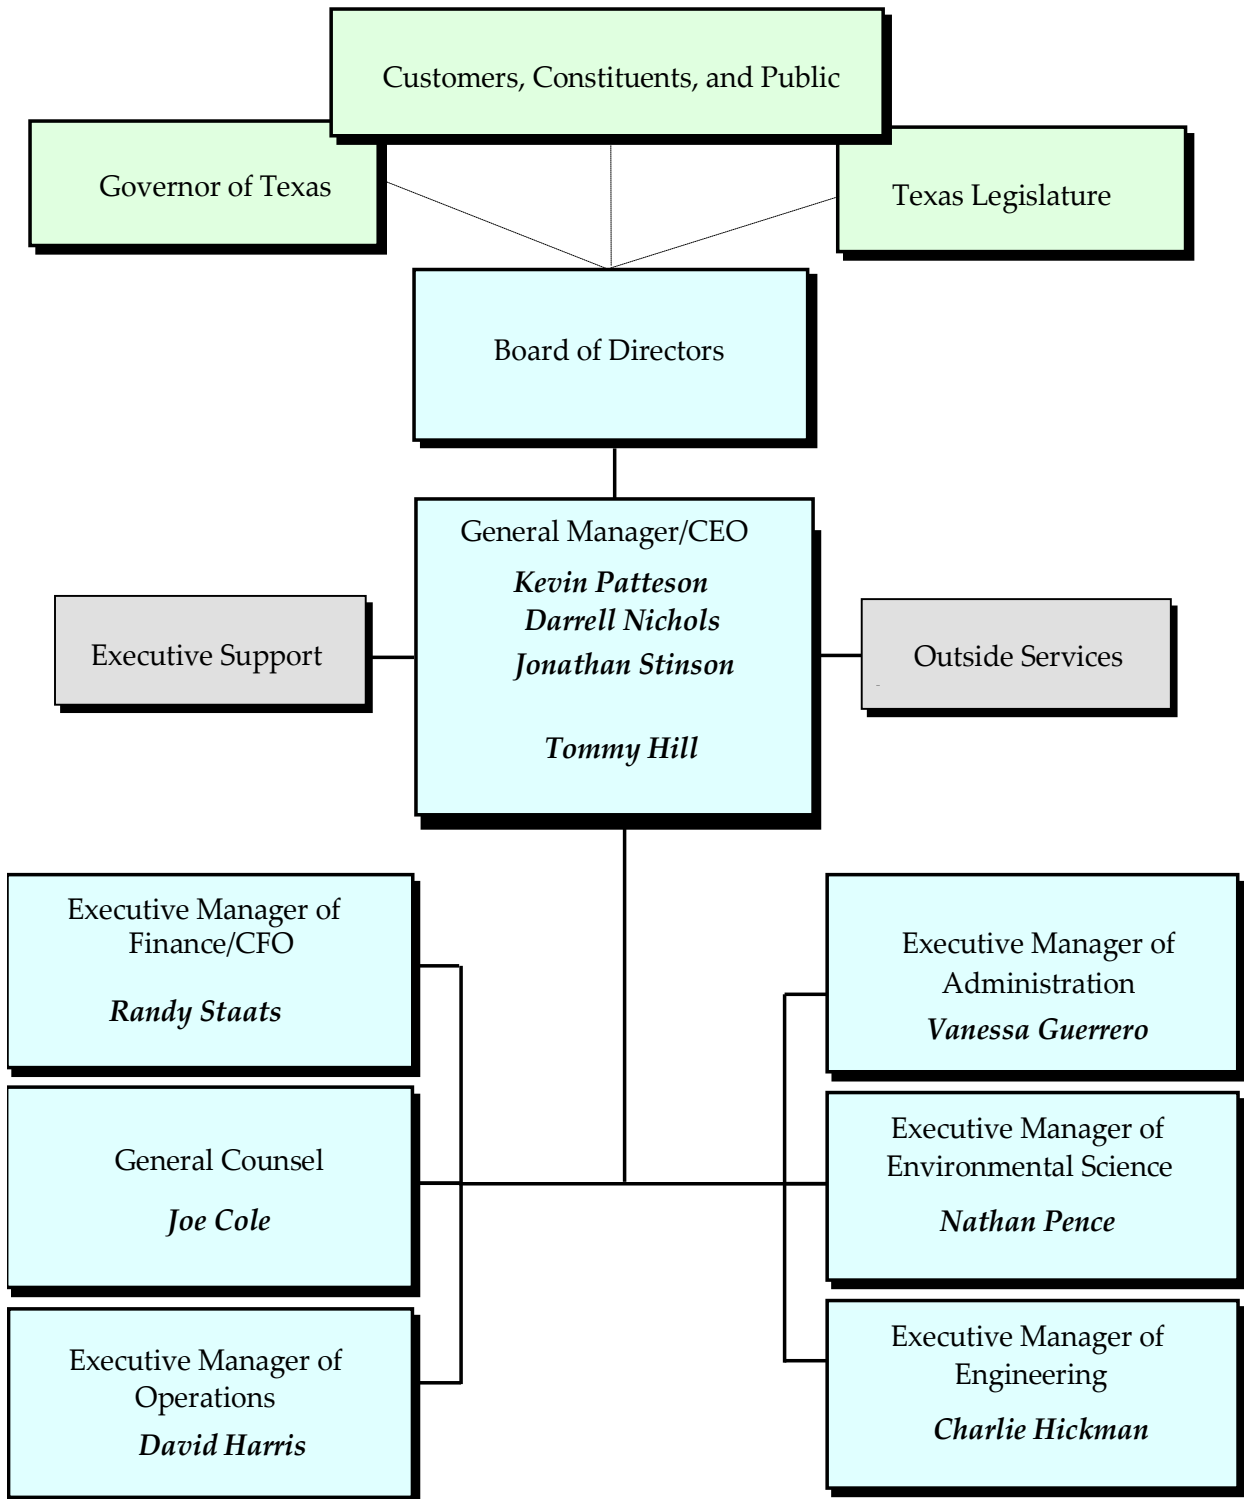 Customers, Constituents, and Public
Governor of Texas
Texas Legislature
Board of Directors
General Manager/CEO
Kevin Patteson
Darrell Nichols
Jonathan Stinson
Tommy Hill
Executive Support
Outside Services
Executive Manager of
Finance/CFO
Randy Staats
General Counsel
Joe Cole
Executive Manager of
Operations
David Harris
Executive Manager of
Administration
Vanessa Guerrero
Executive Manager of
Environmental Science
Nathan Pence
Executive Manager of
Engineering
Charlie Hickman